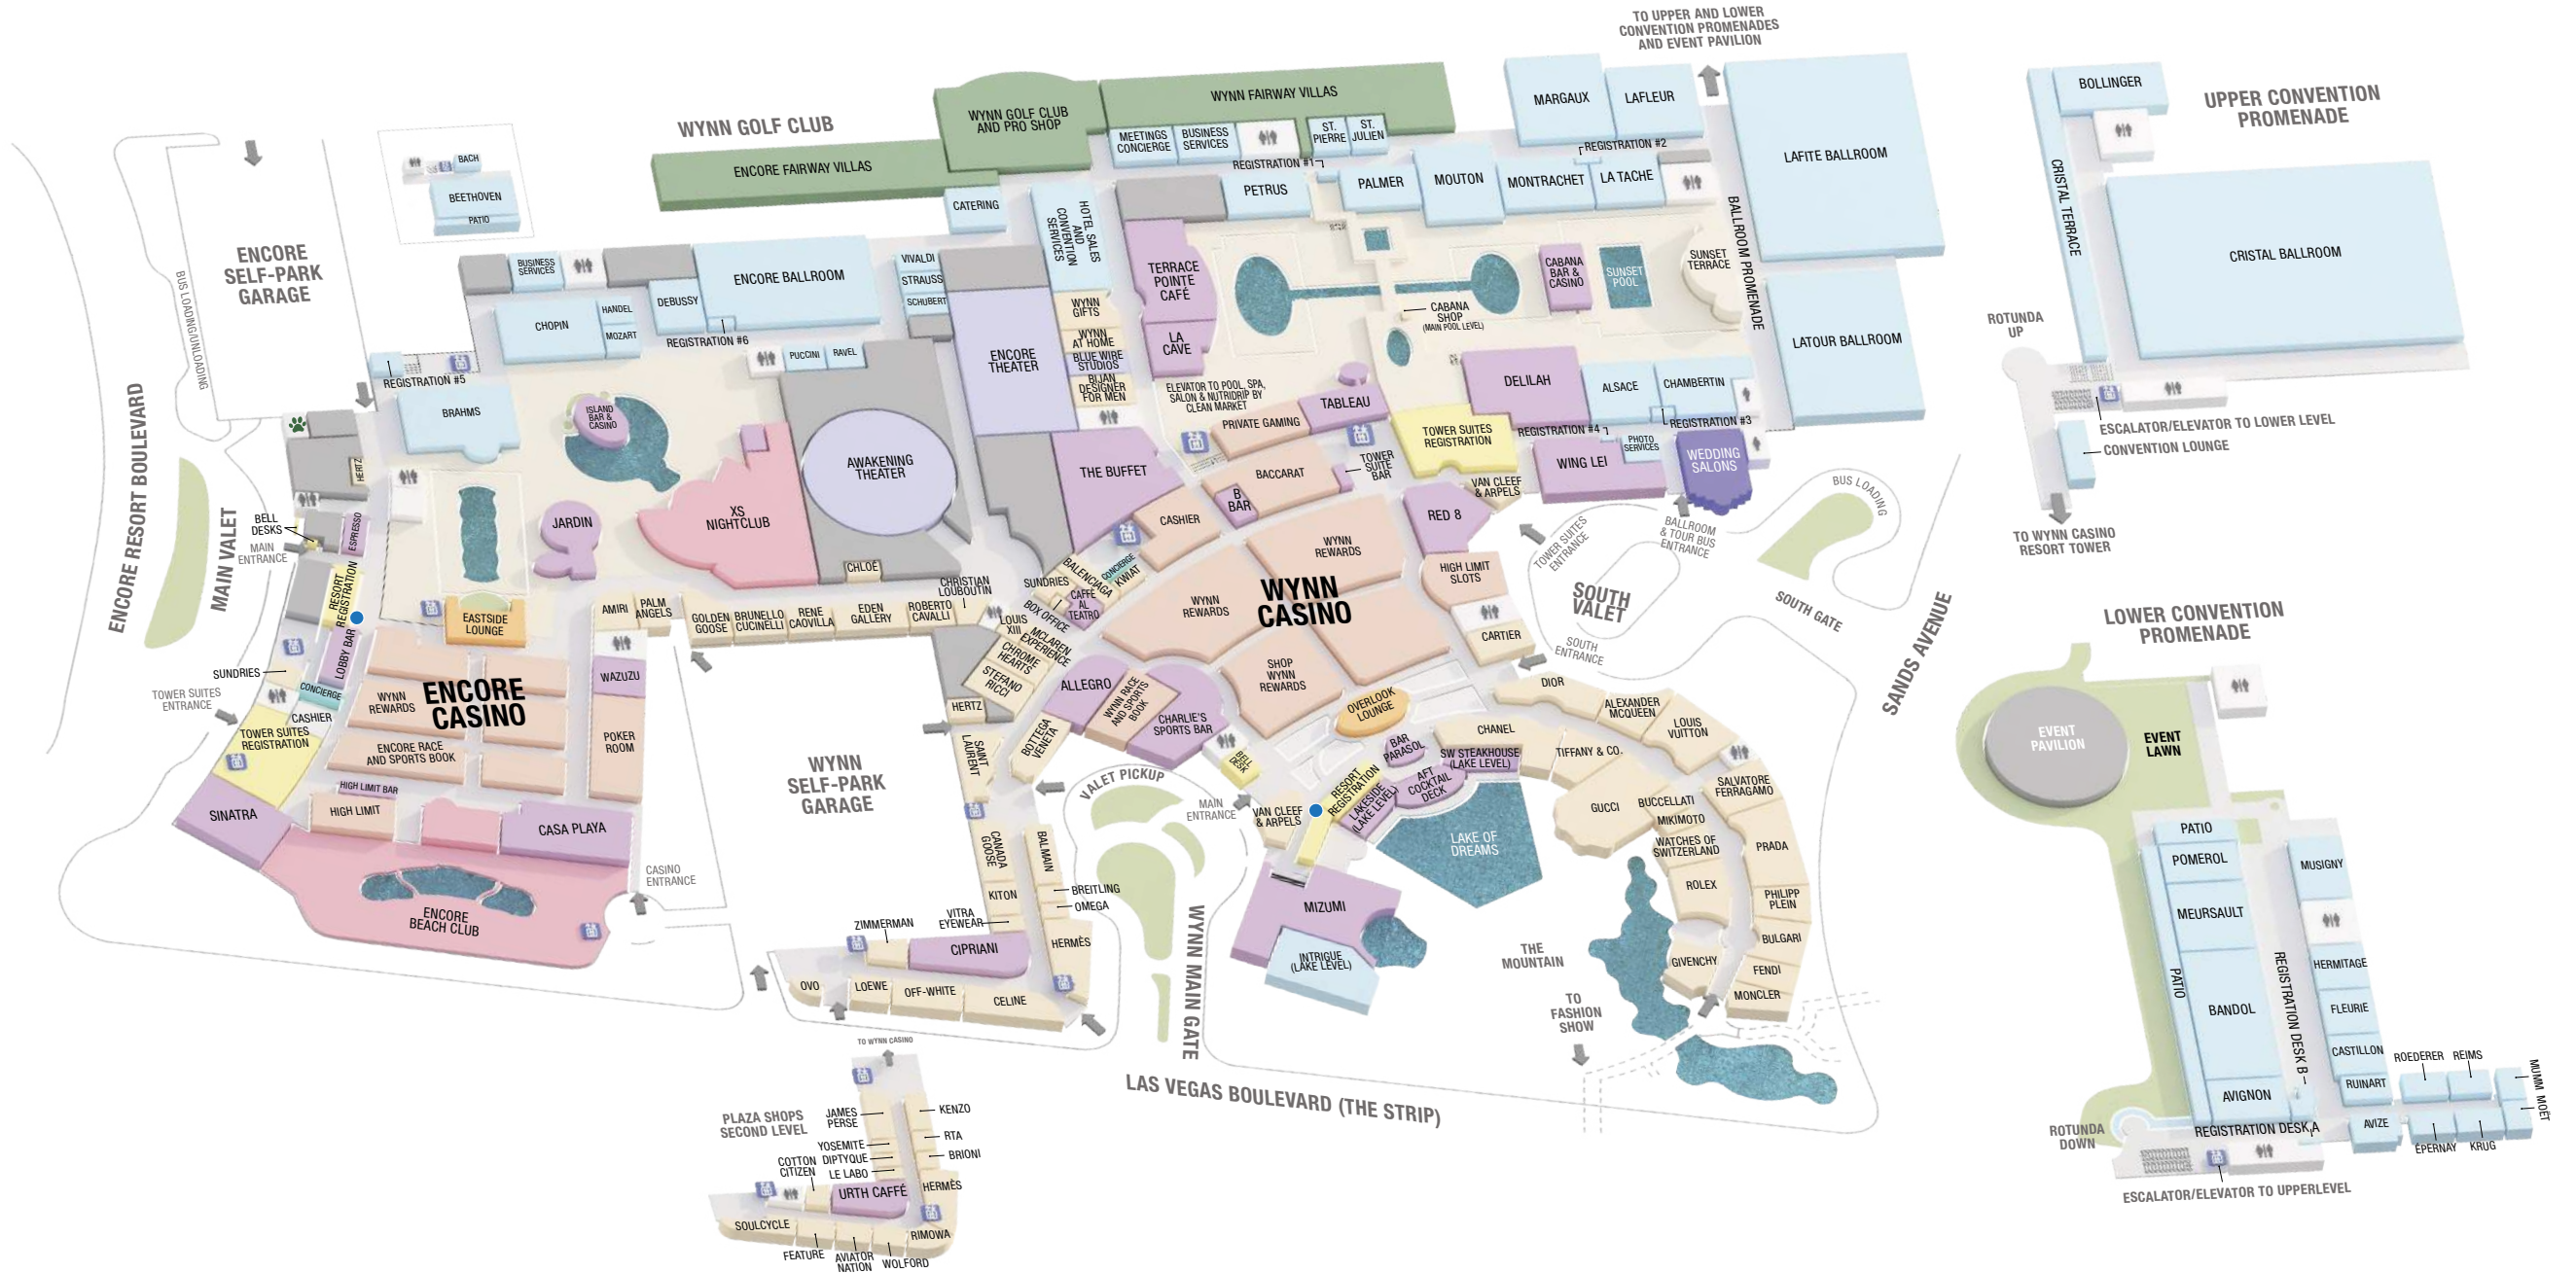 TO UPPER AND LOWER
CONVENTION PROMENADES
AND EVENT PAVILION
WYNN GOLF CLUB
WYNN GOLF CLUB
AND PRO SHOP
WYNN FAIRWAY VILLAS
ENCORE FAIRWAY VILLAS
MEETINGS
CONCIERGE
BUSINESS
SERVICES
ST.
PIERRE
ST.
JULIEN
REGISTRATION #1
MARGAUX
LAFLEUR
REGISTRATION #2
LAFITE BALLROOM
PETRUS
PALMER
MOUTON
MONTRACHET
LA TACHE
BALLROOM PROMENADE
LATOUR BALLROOM
BACH
BEETHOVEN
PATIO
ENCORE
SELF-PARK
GARAGE
BUS LOADING/UNLOADING
ENCORE RESORT BOULEVARD
MAIN VALET
CATERING
HOTEL SALES
AND
CONVENTION
SERVICES
BUSINESS
SERVICES
CHOPIN
HANDEL
MOZART
DEBUSSY
ENCORE BALLROOM
REGISTRATION #6
VIVALDI
STRAUSS
SCHUBERT
PUCCINI
RAVEL
REGISTRATION #5
BRAHMS
ISLAND
BAR &
CASINO
ENCORE
THEATER
WYNN
GIFTS
WYNN
AT HOME
BLUE WIRE
STUDIOS
BIJAN
DESIGNER
FOR MEN
TERRACE
POINTE
CAFÉ
LA
CAVE
CABANA
SHOP
(MAIN POOL LEVEL)
CABANA
BAR &
CASINO
SUNSET
POOL
SUNSET
TERRACE
ELEVATOR TO POOL, SPA,
SALON & NUTRIDRIP BY
CLEAN MARKET
PRIVATE GAMING
TABLEAU
DELILAH
ALSACE
CHAMBERTIN
REGISTRATION #3
REGISTRATION #4
PHOTO
SERVICES
TOWER SUITES
REGISTRATION
WING LEI
WEDDING
SALONS
TOWER
SUITE
BAR
BACCARAT
B
BAR
CASHIER
VAN CLEEF
& ARPELS
RED 8
HIGH LIMIT
SLOTS
CARTIER
THE BUFFET
AWAKENING
THEATER
XS
NIGHTCLUB
JARDIN
HERTZ
BELL
DESKS
MAIN
ENTRANCE
ESPRESSO
RESORT
REGISTRATION
LOBBY BAR
SUNDRIES
CONCIERGE
CASHIER
TOWER SUITES
ENTRANCE
TOWER SUITES
REGISTRATION
SINATRA
EASTSIDE
LOUNGE
WYNN
REWARDS
ENCORE
CASINO
ENCORE RACE
AND SPORTS BOOK
HIGH LIMIT BAR
HIGH LIMIT
CASA PLAYA
ENCORE
BEACH CLUB
CASINO
ENTRANCE
AMIRI
PALM
ANGELS
WAZUZU
POKER
ROOM
GOLDEN
GOOSE
BRUNELLO
CUCINELLI
RENE
CAOVILLA
EDEN
GALLERY
ROBERTO
CAVALLI
CHRISTIAN
LOUBOUTIN
CHLOÉ
SUNDRIES
BALENCIAGA
CONCIERGE
KWIAT
CAFFÈ
AL
TEATRO
BOX OFFICE
LOUIS
XIII
MCLAREN
EXPERIENCE
CHROME
HEARTS
STEFANO
RICCI
HERTZ
ALLEGRO
WYNN RACE
AND SPORTS
BOOK
CHARLIE'S
SPORTS BAR
WYNN
REWARDS
WYNN
REWARDS
WYNN
CASINO
SHOP
WYNN
REWARDS
OVERLOOK
LOUNGE
TOWER SUITES
ENTRANCE
BALLROOM
& TOUR BUS
ENTRANCE
BUS LOADING
SOUTH
VALET
SOUTH GATE
SOUTH
ENTRANCE
SANDS AVENUE
WYNN
SELF-PARK
GARAGE
SAINT
LAURENT
BOTTEGA
VENETA
VALET PICKUP
MAIN
ENTRANCE
BELL
DESK
VAN CLEEF
& ARPELS
RESORT
REGISTRATION
LAKESIDE
(LAKE LEVEL)
BAR
PARASOL
AFT
COCKTAIL
DECK
SW STEAKHOUSE
(LAKE LEVEL)
CHANEL
DIOR
ALEXANDER
MCQUEEN
LOUIS
VUITTON
TIFFANY & CO.
GUCCI
BUCCELLATI
MIKIMOTO
WATCHES OF
SWITZERLAND
ROLEX
SALVATORE
FERRAGAMO
PRADA
PHILIPP
PLEIN
BULGARI
FENDI
MONCLER
GIVENCHY
LAKE OF
DREAMS
MIZUMI
INTRIGUE
(LAKE LEVEL)
THE
MOUNTAIN
TO
FASHION
SHOW
CANADA
GOOSE
BALMAIN
KITON
BREITLING
OMEGA
VITRA
EYEWEAR
ZIMMERMAN
CIPRIANI
HERMÈS
OVO
LOEWE
OFF-WHITE
CELINE
WYNN MAIN GATE
LAS VEGAS BOULEVARD (THE STRIP)
TO WYNN CASINO
PLAZA SHOPS
SECOND LEVEL
JAMES
PERSE
KENZO
YOSEMITE
RTA
DIPTYQUE
BRIONI
COTTON
CITIZEN
LE LABO
URTH CAFFÉ
HERMÈS
SOULCYCLE
FEATURE
AVIATOR
NATION
WOLFORD
RIMOWA
UPPER CONVENTION
PROMENADE
BOLLINGER
CRISTAL TERRACE
CRISTAL BALLROOM
ROTUNDA
UP
ESCALATOR/ELEVATOR TO LOWER LEVEL
CONVENTION LOUNGE
TO WYNN CASINO
RESORT TOWER
LOWER CONVENTION
PROMENADE
EVENT
PAVILION
EVENT
LAWN
PATIO
POMEROL
MEURSAULT
PATIO
BANDOL
AVIGNON
REGISTRATION DESK B
MUSIGNY
HERMITAGE
FLEURIE
CASTILLON
RUINART
ROEDERER
REIMS
MUMM
MOËT
AVIZE
ÉPERNAY
KRUG
ROTUNDA
DOWN
REGISTRATION DESK A
ESCALATOR/ELEVATOR TO UPPERLEVEL